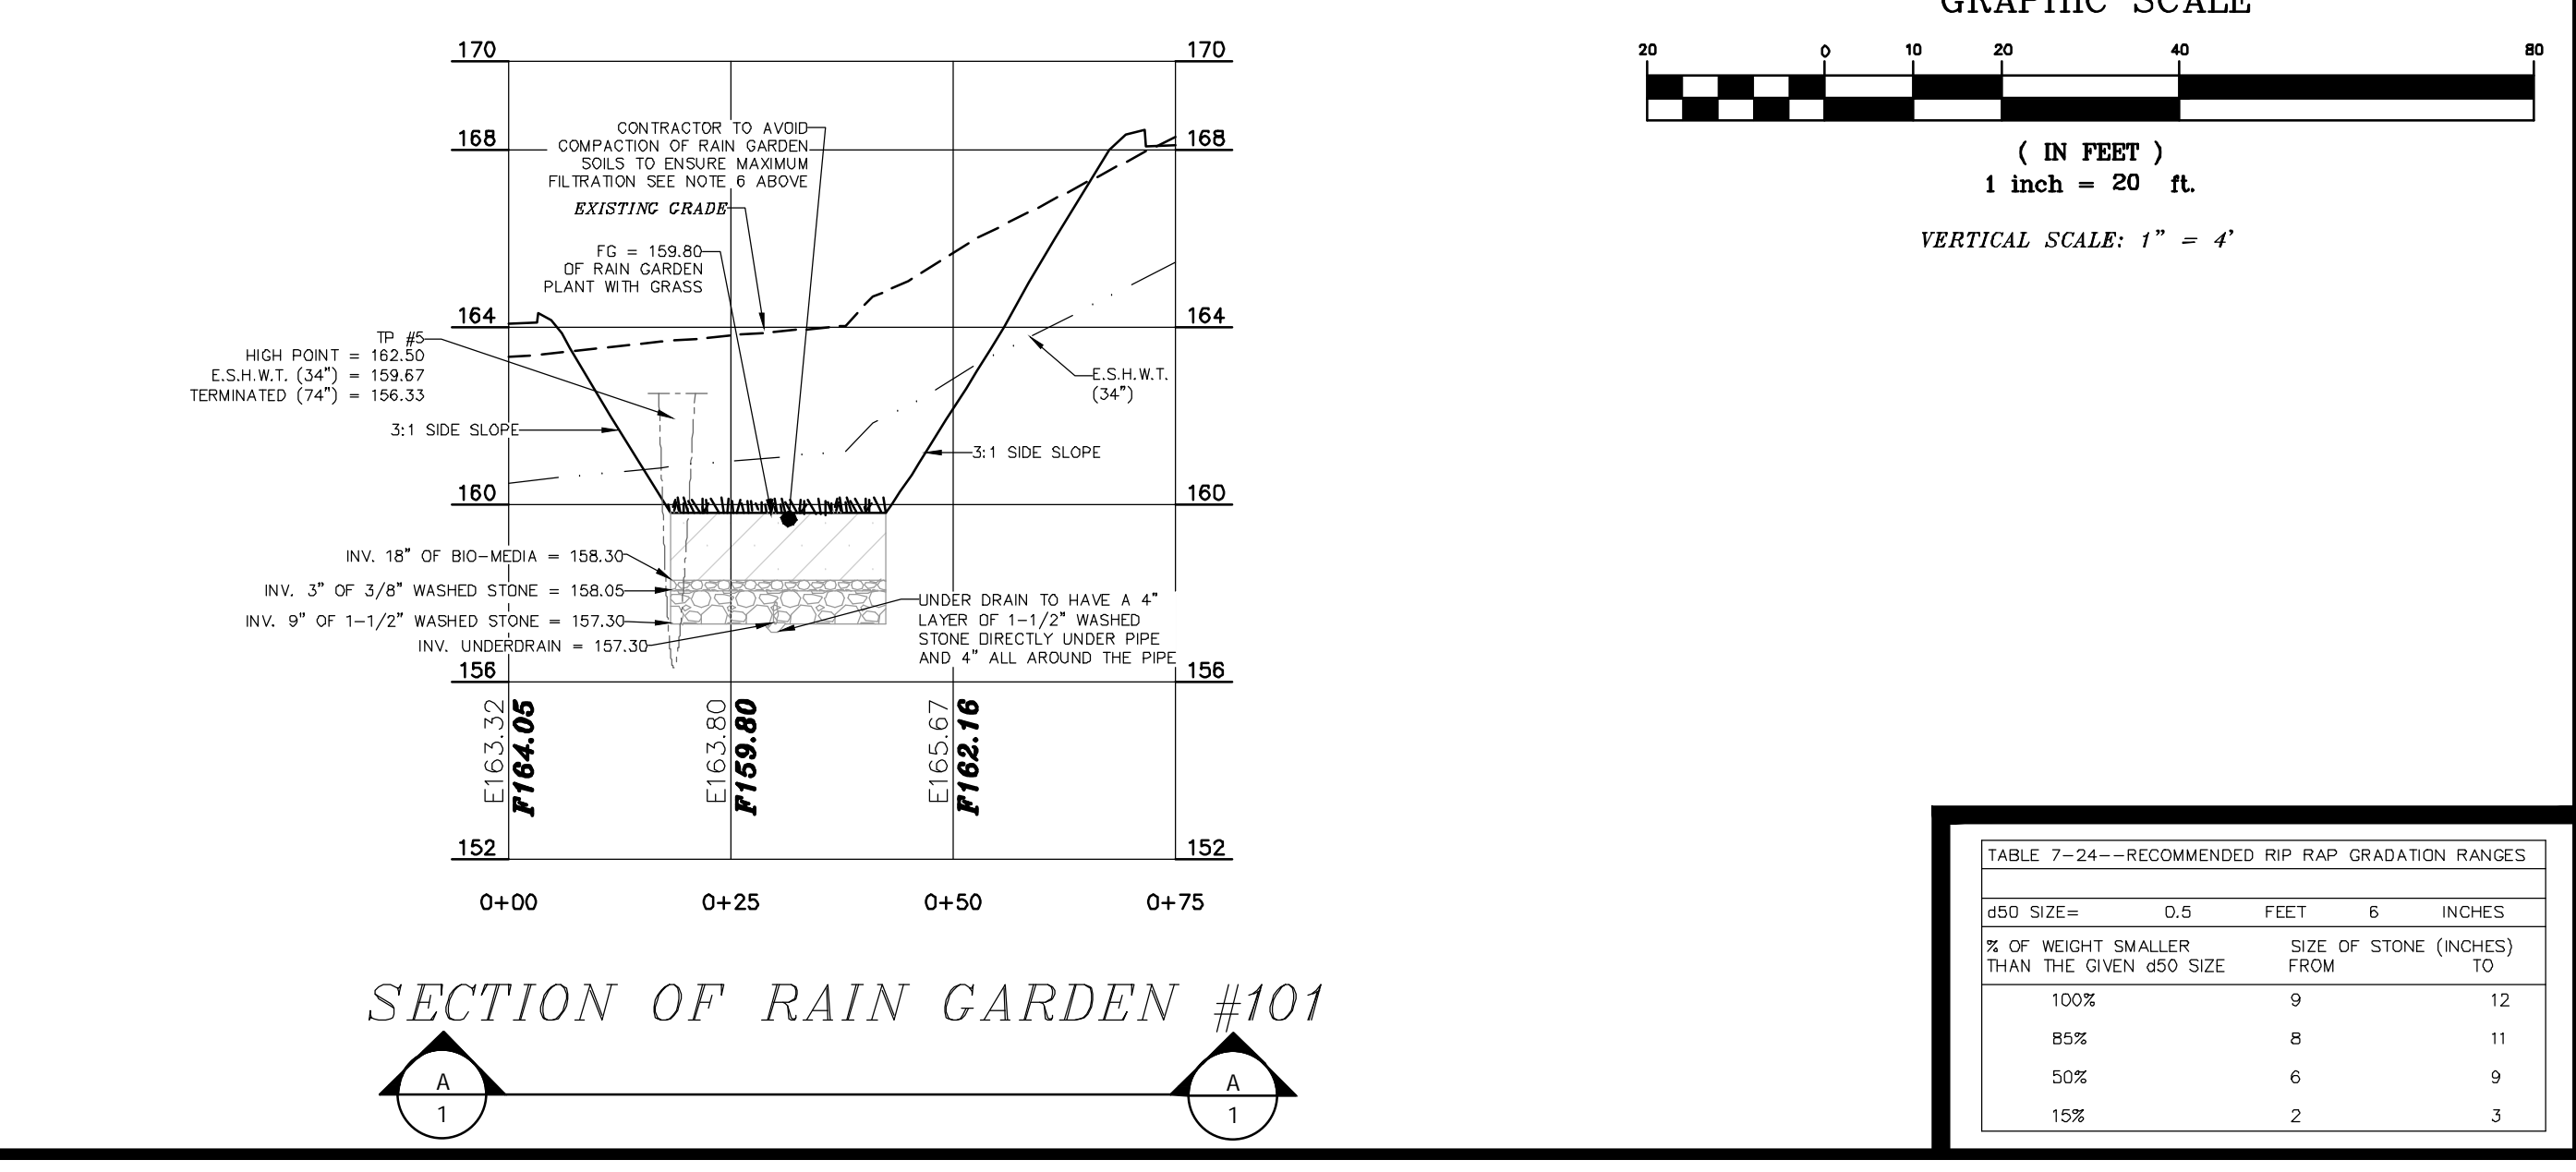 GRAPHIC SCALE
20 0 10 20 40 80
( IN FEET )
1 inch = 20 ft.
VERTICAL SCALE: 1" = 4'
170
170
168
168
164
164
160
160
156
156
152
152
CONTRACTOR TO AVOID
COMPACTION OF RAIN GARDEN
SOILS TO ENSURE MAXIMUM
FILTRATION SEE NOTE 6 ABOVE
EXISTING GRADE
FG = 159.80
OF RAIN GARDEN
PLANT WITH GRASS
TP #5
HIGH POINT = 162.50
E.S.H.W.T. (34") = 159.67
TERMINATED (74") = 156.33
3:1 SIDE SLOPE
E.S.H.W.T.
(34")
3:1 SIDE SLOPE
INV. 18" OF BIO-MEDIA = 158.30
INV. 3" OF 3/8" WASHED STONE = 158.05
INV. 9" OF 1-1/2" WASHED STONE = 157.30
INV. UNDERDRAIN = 157.30
UNDER DRAIN TO HAVE A 4"
LAYER OF 1-1/2" WASHED
STONE DIRECTLY UNDER PIPE
AND 4" ALL AROUND THE PIPE
E163.32
F164.05
E163.80
F159.80
E165.67
F162.16
0+00 0+25 0+50 0+75
SECTION OF RAIN GARDEN #101
A
1
A
1
TABLE 7-24--RECOMMENDED RIP RAP GRADATION RANGES
d50 SIZE= 0.5 FEET 6 INCHES
% OF WEIGHT SMALLER SIZE OF STONE (INCHES)
THAN THE GIVEN d50 SIZE FROM TO
100% 9 12
85% 8 11
50% 6 9
15% 2 3